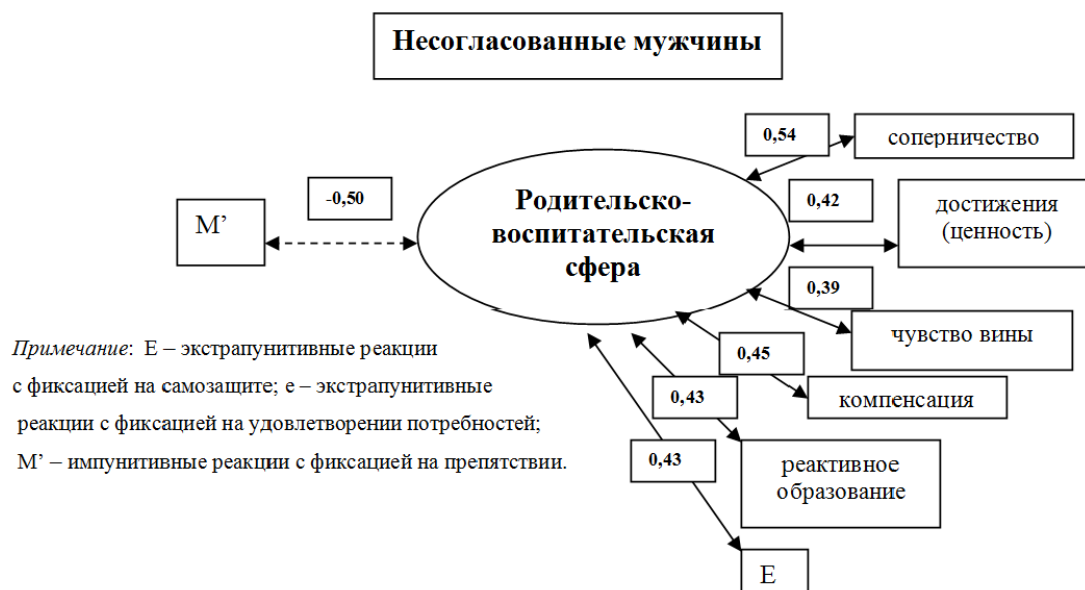 Несогласованные мужчины
0,54
соперничество
-0,50
0,42
М’
Родительско-
воспитательская
сфера
достижения
(ценность)
0,39
чувство вины
Примечание: Е – экстрапунитивные реакции
с фиксацией на самозащите; е – экстрапунитивные
реакции с фиксацией на удовлетворении потребностей;
М’ – импунитивные реакции с фиксацией на препятствии.
0,45
компенсация
0,43
реактивное
образование
0,43
Е